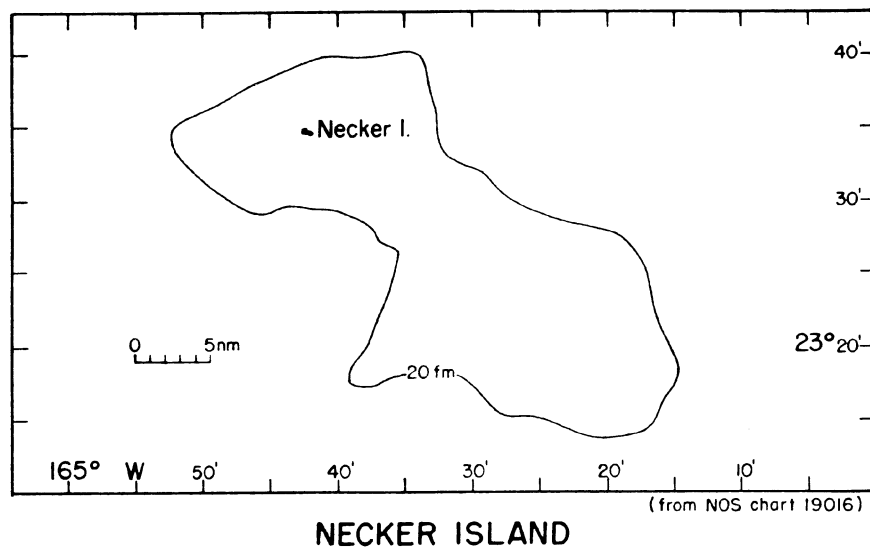 40'
Necker I.
30'
0 5nm
23° 20'
20 fm
165° W 50' 40' 30' 20' 10'
(from NOS chart 19016)
NECKER ISLAND